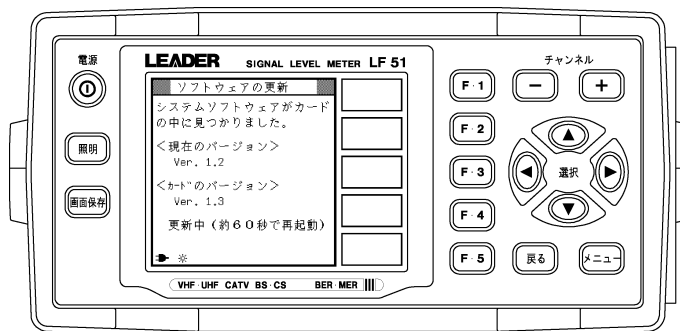 電源
照明
画面保存
LEADER SIGNAL LEVEL METER LF 51
ソフトウェアの更新
システムソフトウェアがカード
の中に見つかりました。
<現在のバージョン>
Ver. 1.2
<ｶｰﾄﾞのバージョン>
Ver. 1.3
更新中(約60秒で再起動)
VHF·UHF CATV BS·CS BER·MER
F·1
F·2
F·3
F·4
F·5
チャンネル
− +
選択
戻る
メニュー